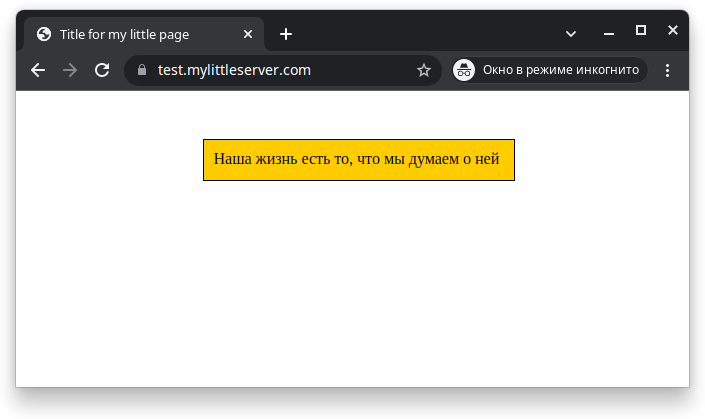 Title for my little page
test.mylittleserver.com
Окно в режиме инкогнито
Наша жизнь есть то, что мы думаем о ней